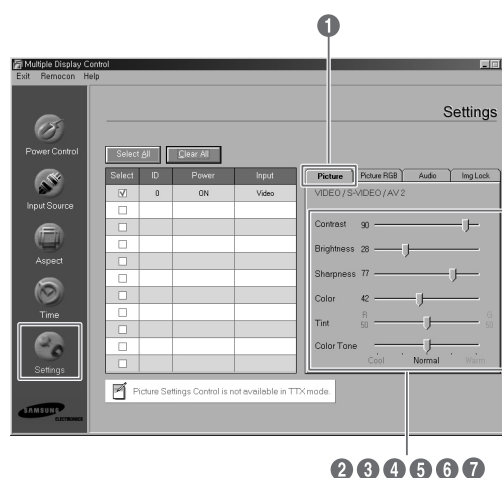 1
Multiple Display Control
Exit Remocon Help
Settings
Power Control
Input Source
Aspect
Time
Settings
SAMSUNG
ELECTRONICS
Select All Clear All
Select ID Power Input
0 ON Video
Picture Picture RGB Audio Img Lock
VIDEO / S-VIDEO / AV 2
Contrast 90
Brightness 28
Sharpness 77
Color 42
R G
Tint 50 50
Color Tone
Cool Normal Warm
Picture Settings Control is not available in TTX mode.
2 3 4 5 6 7